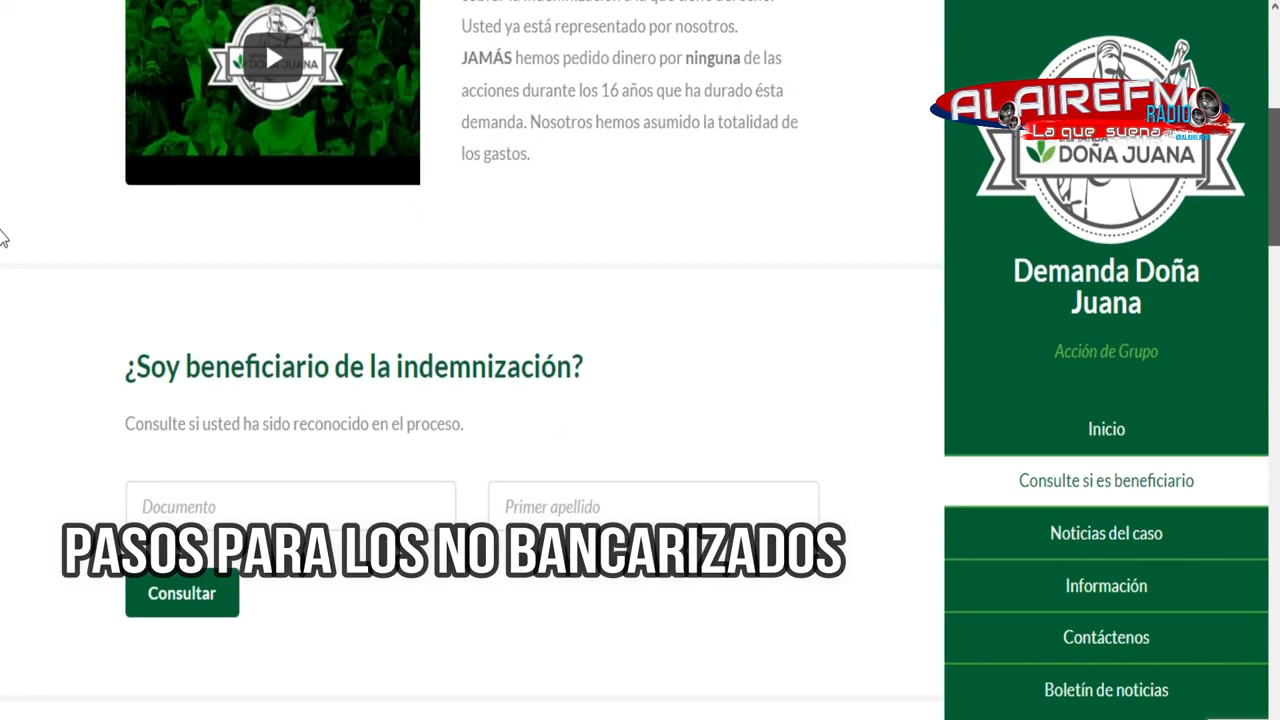 Usted ya está representado por nosotros.
JAMÁS hemos pedido dinero por ninguna de las
acciones durante los 16 años que ha durado ésta
demanda. Nosotros hemos asumido la totalidad de
los gastos.
DOÑA JUANA
¿Soy beneficiario de la indemnización?
Consulte si usted ha sido reconocido en el proceso.
Documento
Primer apellido
PASOS PARA LOS NO BANCARIZADOS
Consultar
ALAIREFM
RADIO
La que suena
DOÑA JUANA
Demanda Doña
Juana
Acción de Grupo
Inicio
Consulte si es beneficiario
Noticias del caso
Información
Contáctenos
Boletín de noticias